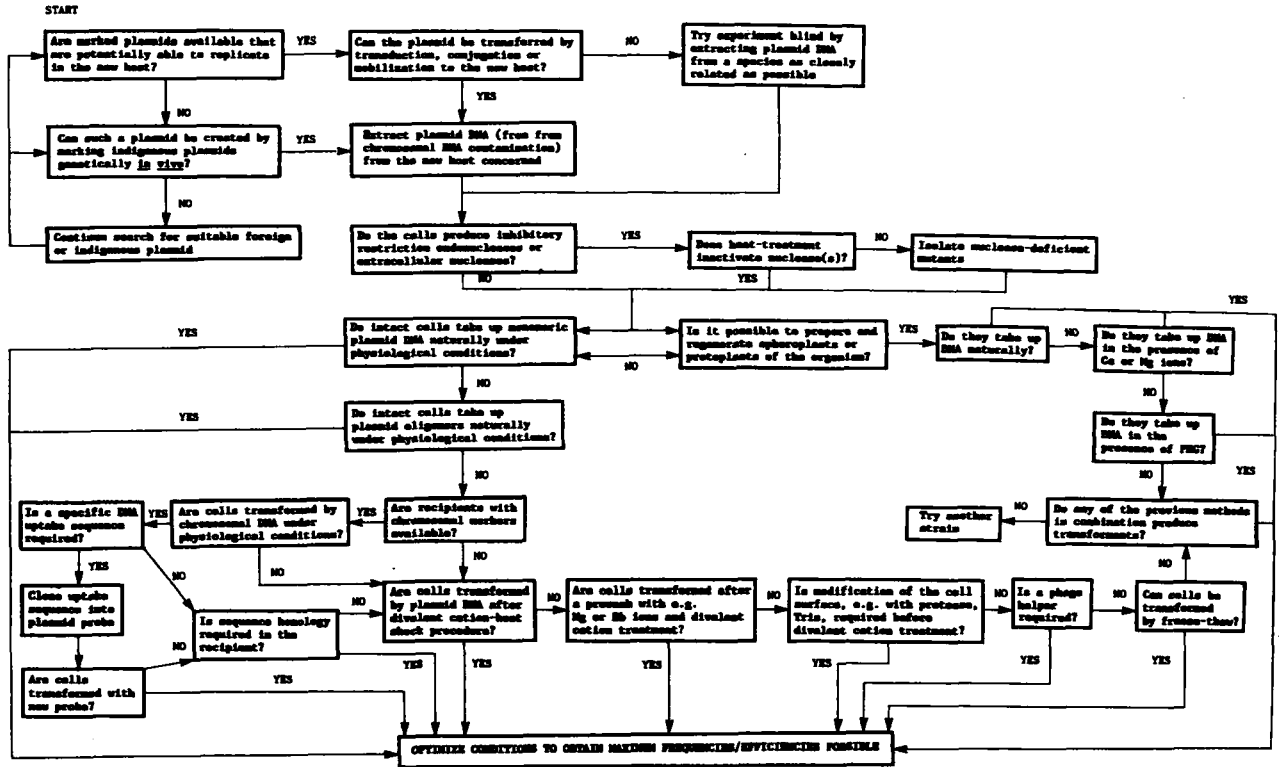 START
Are marked plasmids available that
are potentially able to replicate
in the new host?
YES
Can the plasmid be transferred by
transduction, conjugation or
mobilization to the new host?
NO
Try experiment blind by
extracting plasmid DNA
from a species as closely
related as possible
NO
YES
Can such a plasmid be created by
marking indigenous plasmids
genetically in vivo?
YES
Extract plasmid DNA (from from
chromosomal DNA contamination)
from the new host concerned
NO
Continue search for suitable foreign
or indigenous plasmid
Do the cells produce inhibitory
restriction endonucleases or
extracellular nucleases?
YES
Does heat-treatment
inactivate nuclease(s)?
NO
Isolate nuclease-deficient
mutants
NO
YES
YES
YES
Do intact cells take up monomeric
plasmid DNA naturally under
physiological conditions?
NO
Is it possible to prepare and
regenerate spheroplasts or
protoplasts of the organism?
YES
Do they take up
DNA naturally?
NO
Do they take up DNA
in the presence of
Ca or Mg ions?
NO
NO
YES
Do intact cells take up
plasmid oligomers naturally
under physiological conditions?
Do they take up
DNA in the
presence of PEG?
NO
NO
YES
Is a specific DNA
uptake sequence
required?
YES
Are cells transformed by
chromosomal DNA under
physiological conditions?
YES
Are recipients with
chromosomal markers
available?
Try another
strain
NO
Do any of the previous methods
in combination produce
transformants?
YES
NO
NO
NO
NO
Clone uptake
sequence into
plasmid probe
Is sequence homology
required in the
recipient?
NO
Are cells transformed
by plasmid DNA after
divalent cation-heat
shock procedure?
NO
Are cells transformed after
a prewash with e.g.
Mg or Rb ions and divalent
cation treatment?
NO
Is modification of the cell
surface, e.g. with protease,
Tris, required before
divalent cation treatment?
NO
Is a phage
helper
required?
NO
Can cells be
transformed
by freeze-thaw?
NO
Are cells
transformed with
new probe?
YES
YES
YES
YES
YES
YES
YES
OPTIMIZE CONDITIONS TO OBTAIN MAXIMUM FREQUENCIES/EFFICIENCIES POSSIBLE